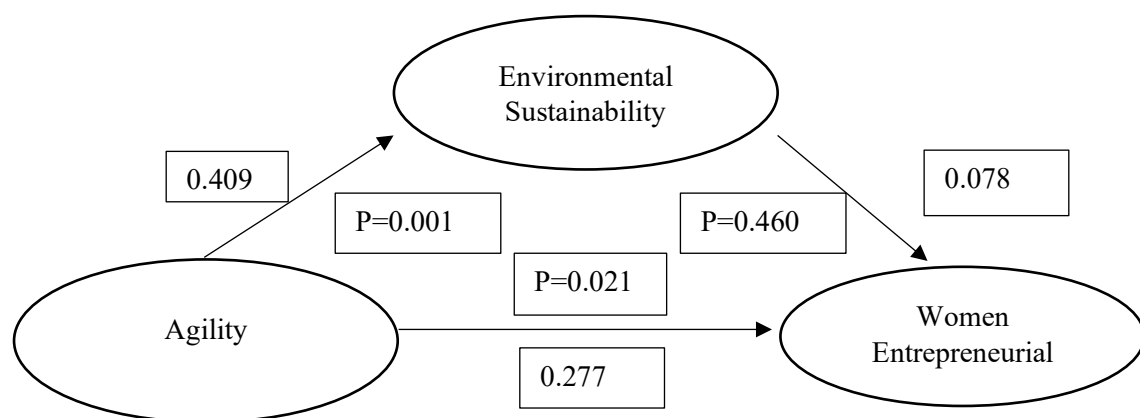 Environmental
Sustainability
0.409
0.078
P=0.001
P=0.460
P=0.021
Agility
Women
Entrepreneurial
0.277